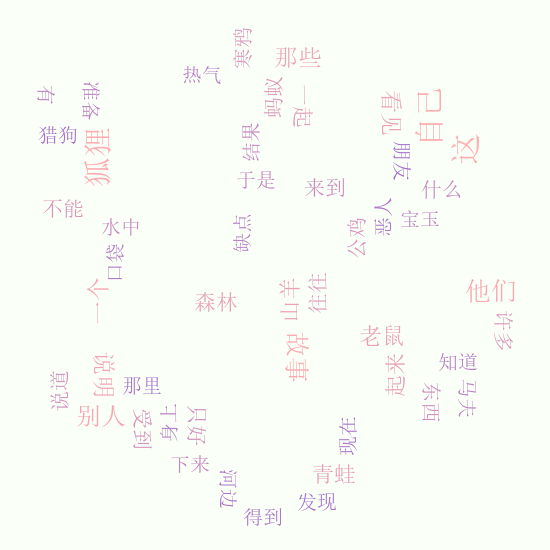 寒鸦
那些
热气
蚂蚁
一起
有
准备
看见
自己
这
猎狗
狐狸
结果
朋友
于是
来到
什么
不能
水中
缺点
公鸡
恶人
宝玉
口袋
一个
森林
山羊
往往
他们
许多
故事
老鼠
起来
知道
说道
说明
那里
东西
马夫
别人
受到
上身
只好
现在
下来
河边
青蛙
发现
得到